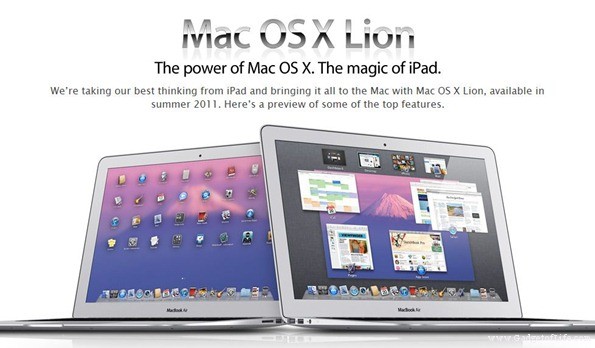 Mac OS X Lion
The power of Mac OS X. The magic of iPad.
We're taking our best thinking from iPad and bringing it all to the Mac with Mac OS X Lion, available in
summer 2011. Here's a preview of some of the top features.
MacBook Air
MacBook Air